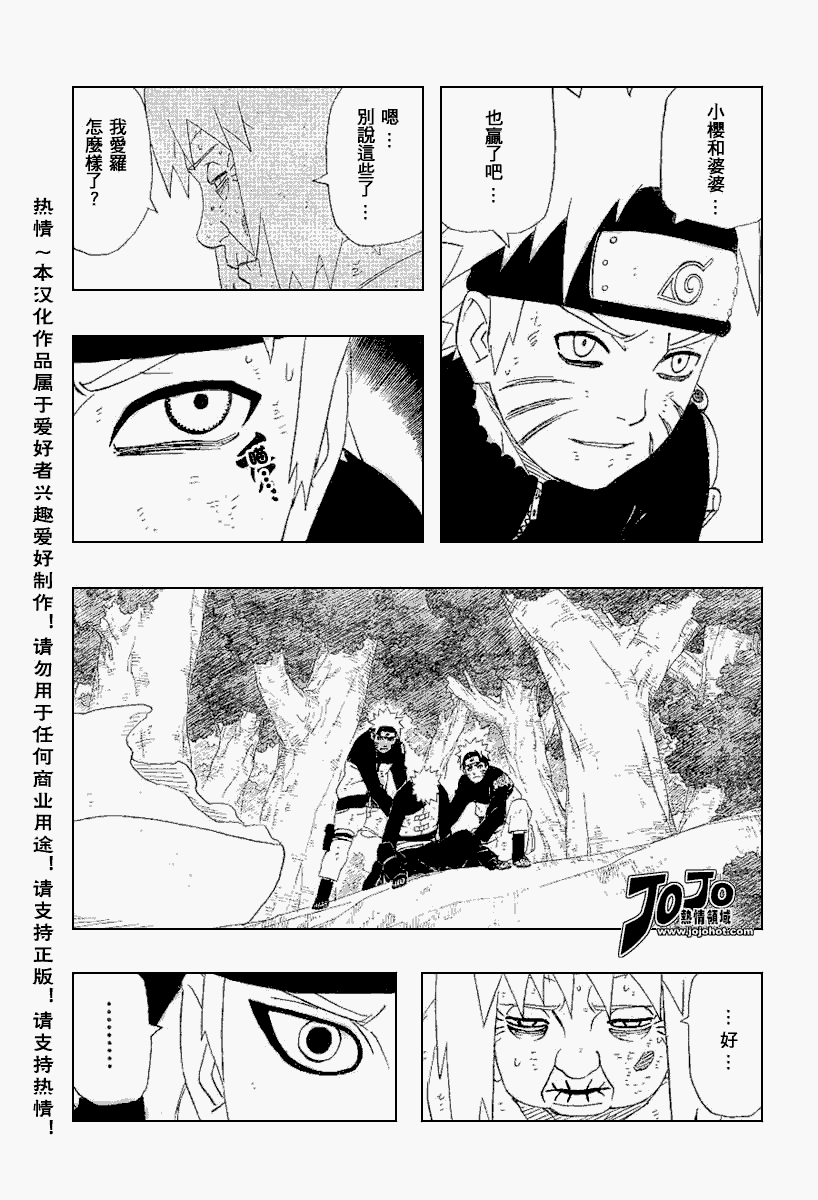 小櫻和婆婆…
也贏了吧…
嗯…
別說這些了…
我愛羅
怎麼樣了？
喵……
…好…
………
JOJO
熱情領域
www.jojohot.com
热情~本汉化作品属于爱好者兴趣爱好制作！请勿用于任何商业用途！请支持正版！请支持热情！